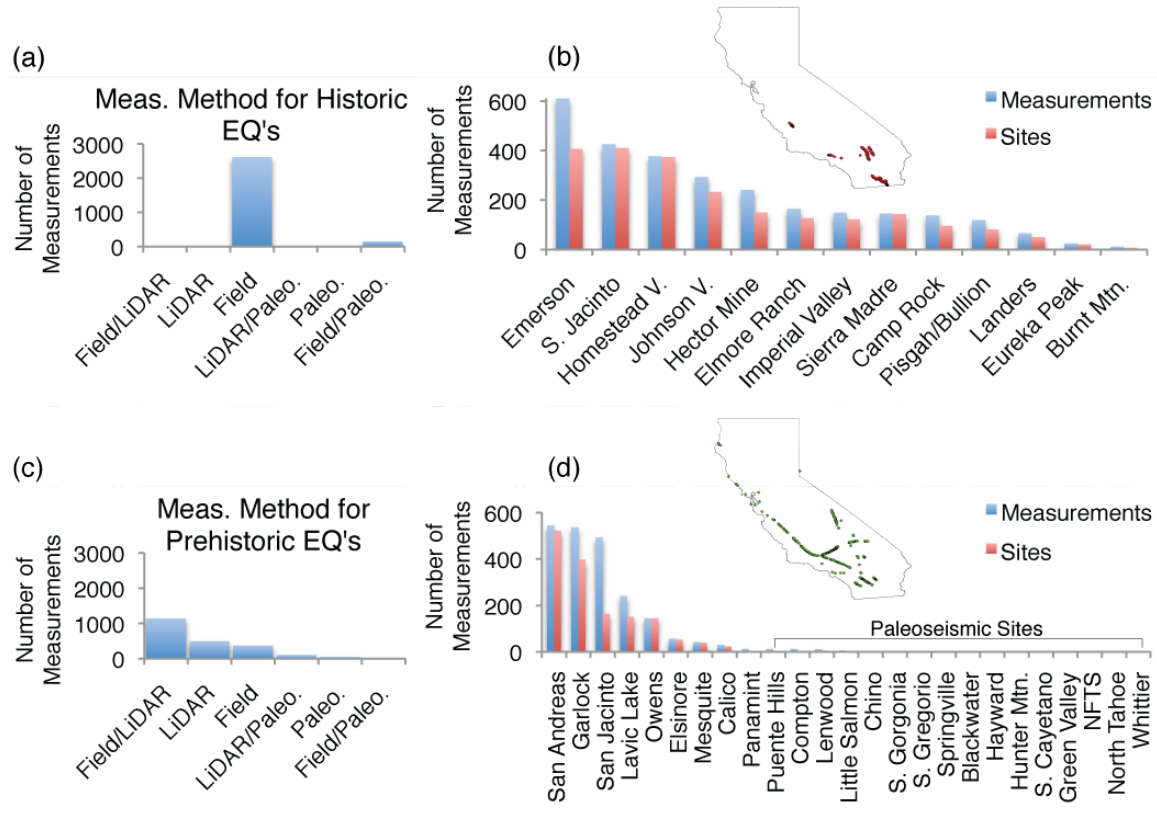 (a)
Meas. Method for Historic
EQ's
Number of
Measurements
3000
2000
1000
0
Field/LiDAR
LiDAR
Field
LiDAR/Paleo.
Paleo.
Field/Paleo.
(b)
Number of
Measurements
600
400
200
0
Measurements
Sites
Emerson
S. Jacinto
Homestead V.
Johnson V.
Hector Mine
Elmore Ranch
Imperial Valley
Sierra Madre
Camp Rock
Pisgah/Bullion
Landers
Eureka Peak
Burnt Mtn.
(c)
Meas. Method for
Prehistoric EQ's
Number of
Measurements
3000
2000
1000
0
Field/LiDAR
LiDAR
Field
LiDAR/Paleo.
Paleo.
Field/Paleo.
(d)
Number of
Measurements
600
400
200
0
Measurements
Sites
Paleoseismic Sites
San Andreas
Garlock
San Jacinto
Lavic Lake
Owens
Elsinore
Mesquite
Calico
Panamint
Puente Hills
Compton
Lenwood
Little Salmon
Chino
S. Gorgonia
S. Gregorio
Springville
Blackwater
Hayward
Hunter Mtn.
S. Cayetano
Green Valley
NFTS
North Tahoe
Whittier